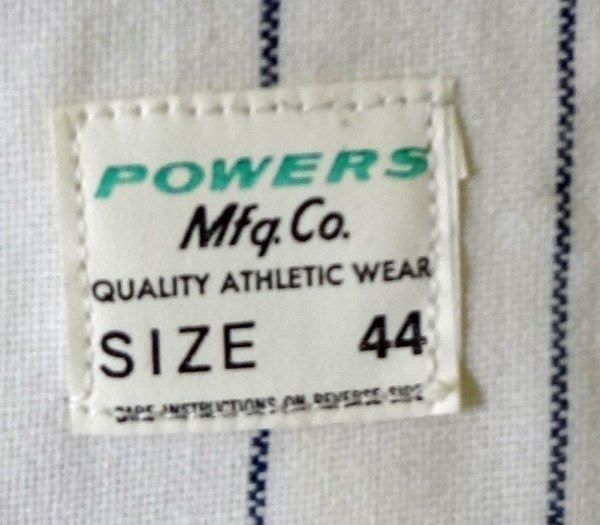 POWERS
Mfg. Co.
QUALITY ATHLETIC WEAR
SIZE 44
CARE INSTRUCTIONS ON REVERSE SIDE